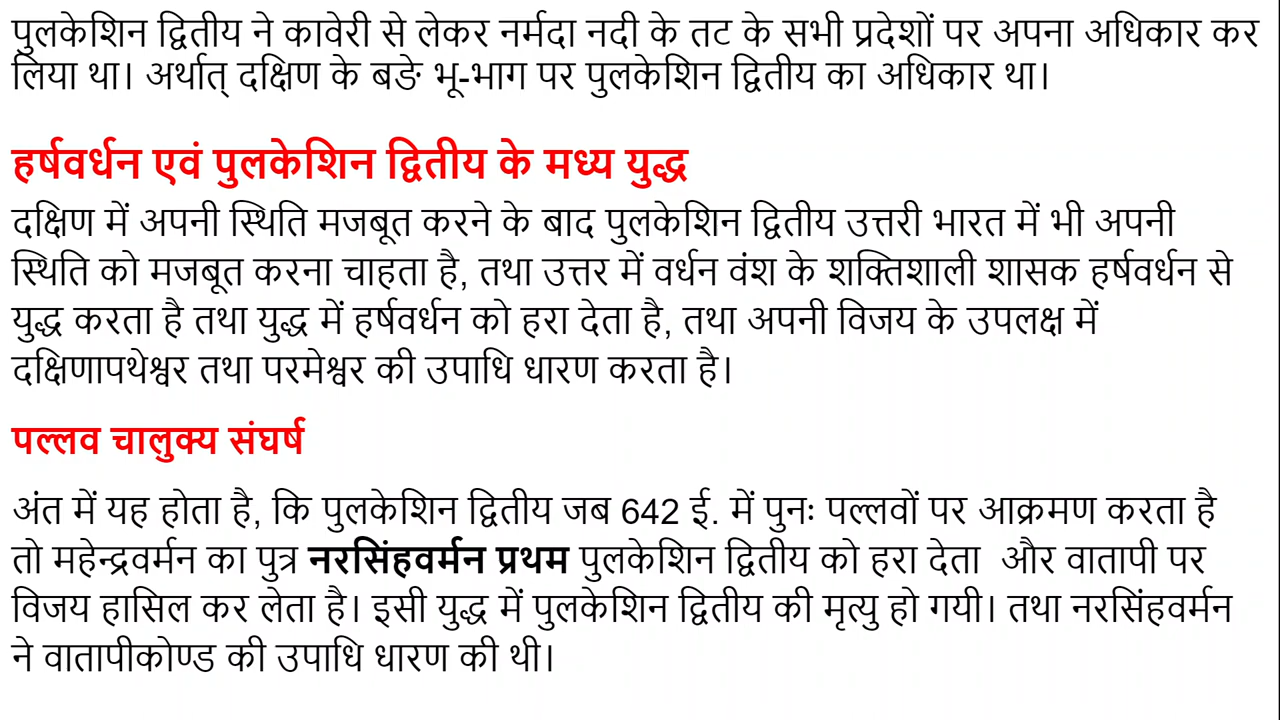 पुलकेशिन द्वितीय ने कावेरी से लेकर नर्मदा नदी के तट के सभी प्रदेशों पर अपना अधिकार कर
लिया था। अर्थात् दक्षिण के बङे भू-भाग पर पुलकेशिन द्वितीय का अधिकार था।
हर्षवर्धन एवं पुलकेशिन द्वितीय के मध्य युद्ध
दक्षिण में अपनी स्थिति मजबूत करने के बाद पुलकेशिन द्वितीय उत्तरी भारत में भी अपनी
स्थिति को मजबूत करना चाहता है, तथा उत्तर में वर्धन वंश के शक्तिशाली शासक हर्षवर्धन से
युद्ध करता है तथा युद्ध में हर्षवर्धन को हरा देता है, तथा अपनी विजय के उपलक्ष में
दक्षिणापथेश्वर तथा परमेश्वर की उपाधि धारण करता है।
पल्लव चालुक्य संघर्ष
अंत में यह होता है, कि पुलकेशिन द्वितीय जब 642 ई. में पुनः पल्लवों पर आक्रमण करता है
तो महेन्द्रवर्मन का पुत्र नरसिंहवर्मन प्रथम पुलकेशिन द्वितीय को हरा देता और वातापी पर
विजय हासिल कर लेता है। इसी युद्ध में पुलकेशिन द्वितीय की मृत्यु हो गयी। तथा नरसिंहवर्मन
ने वातापीकोण्ड की उपाधि धारण की थी।